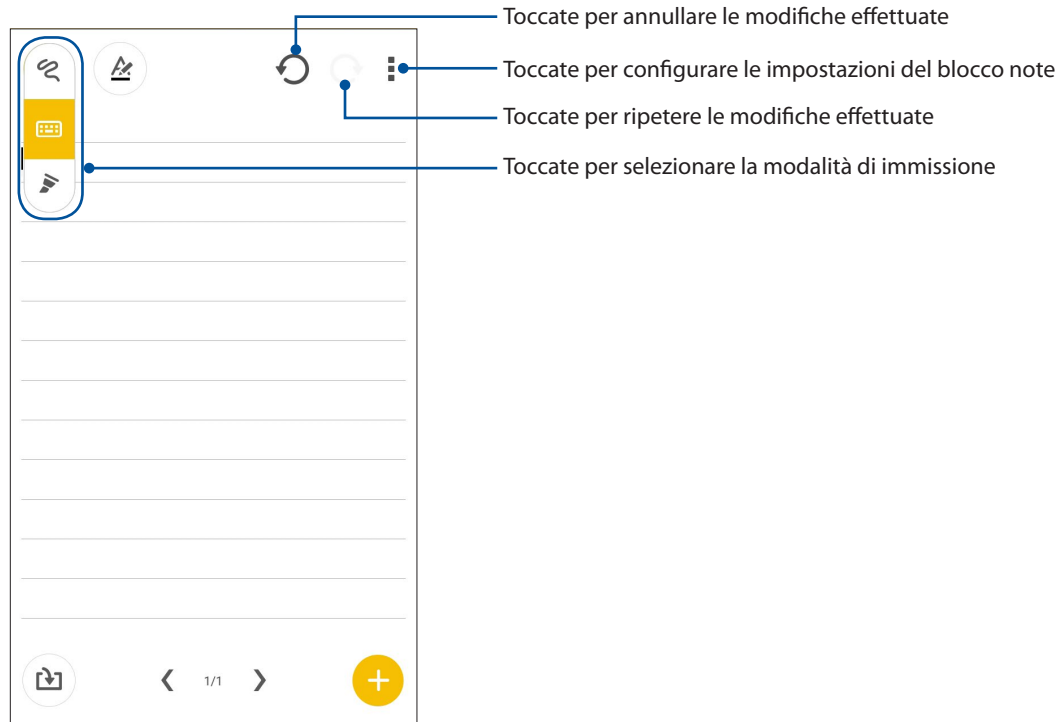 Toccate per annullare le modifiche effettuate
Toccate per configurare le impostazioni del blocco note
Toccate per ripetere le modifiche effettuate
Toccate per selezionare la modalità di immissione
1/1